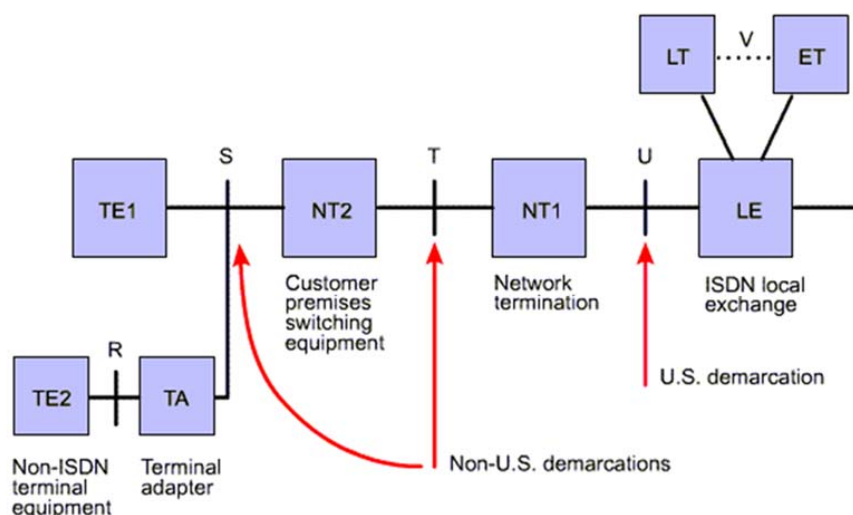 LT
V
ET
S
T
U
TE1
NT2
NT1
LE
Customer
premises
switching
equipment
Network
termination
ISDN local
exchange
R
TE2
TA
U.S. demarcation
Non-ISDN
terminal
equipment
Terminal
adapter
Non-U.S. demarcations